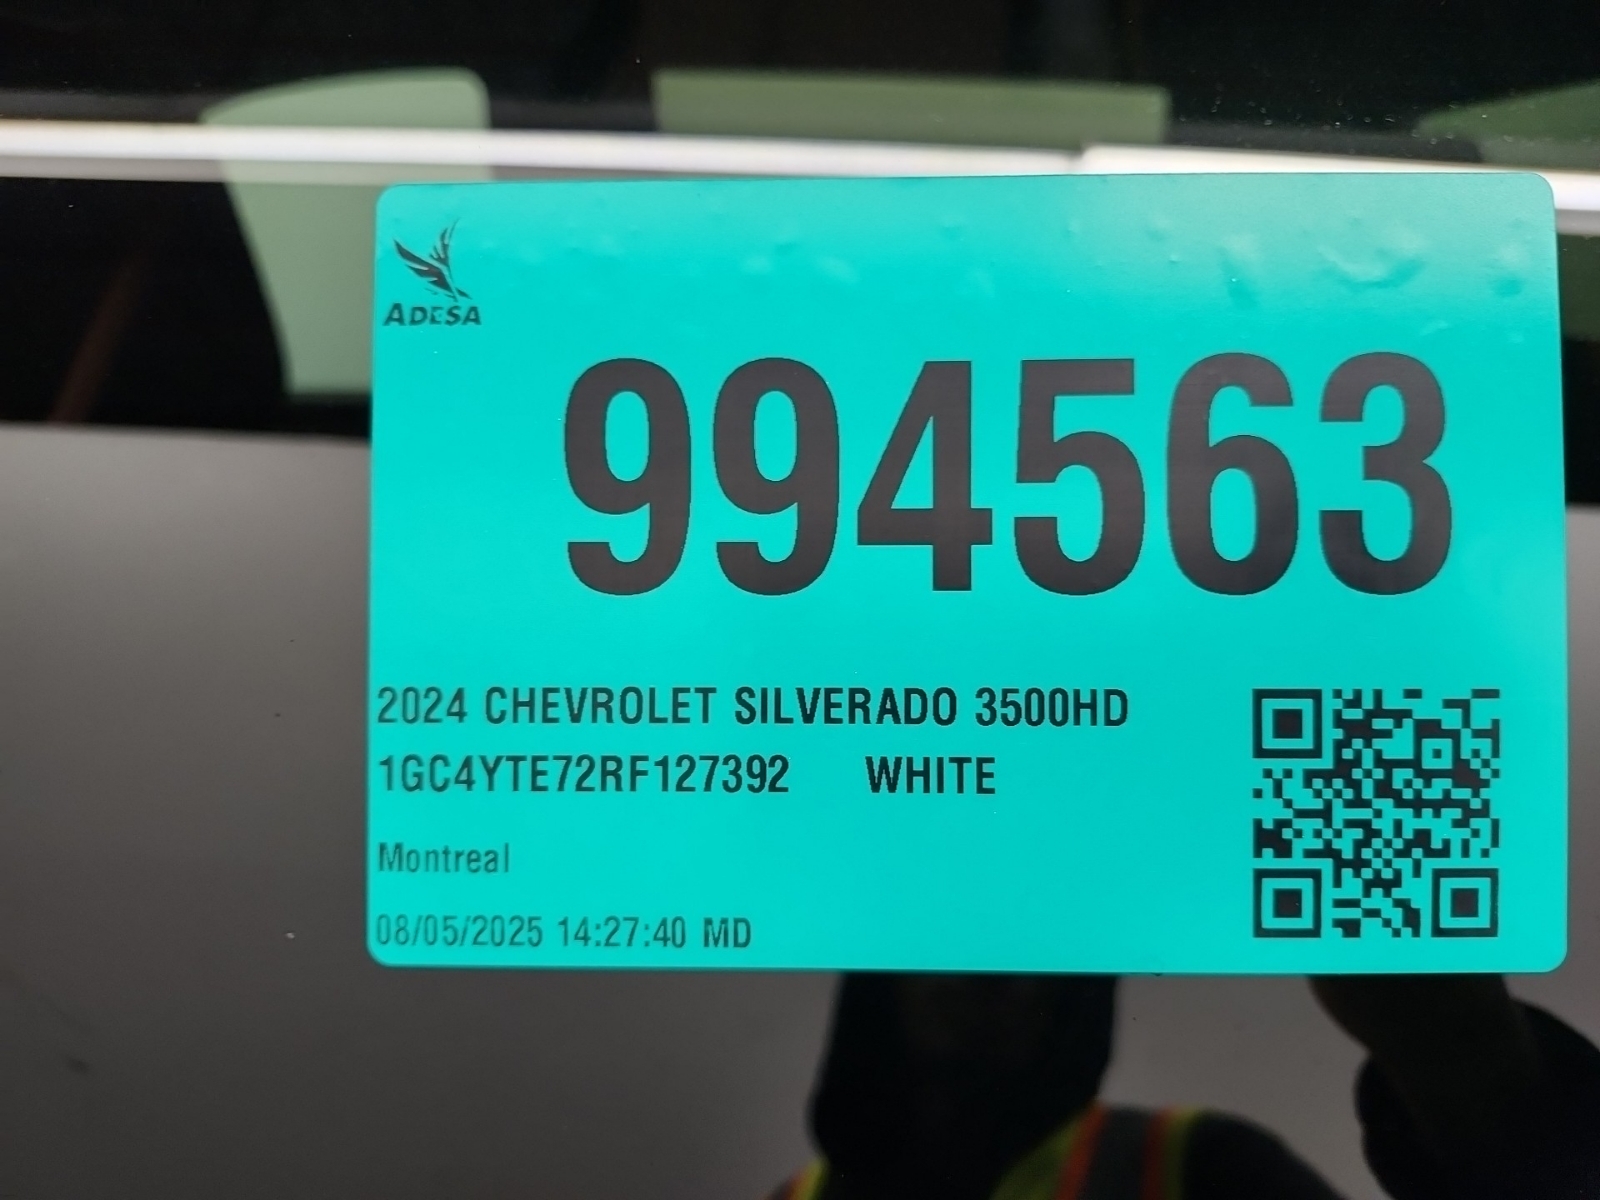 ADESA
994563
2024 CHEVROLET SILVERADO 3500HD
1GC4YTE72RF127392 WHITE
Montreal
08/05/2025 14:27:40 MD